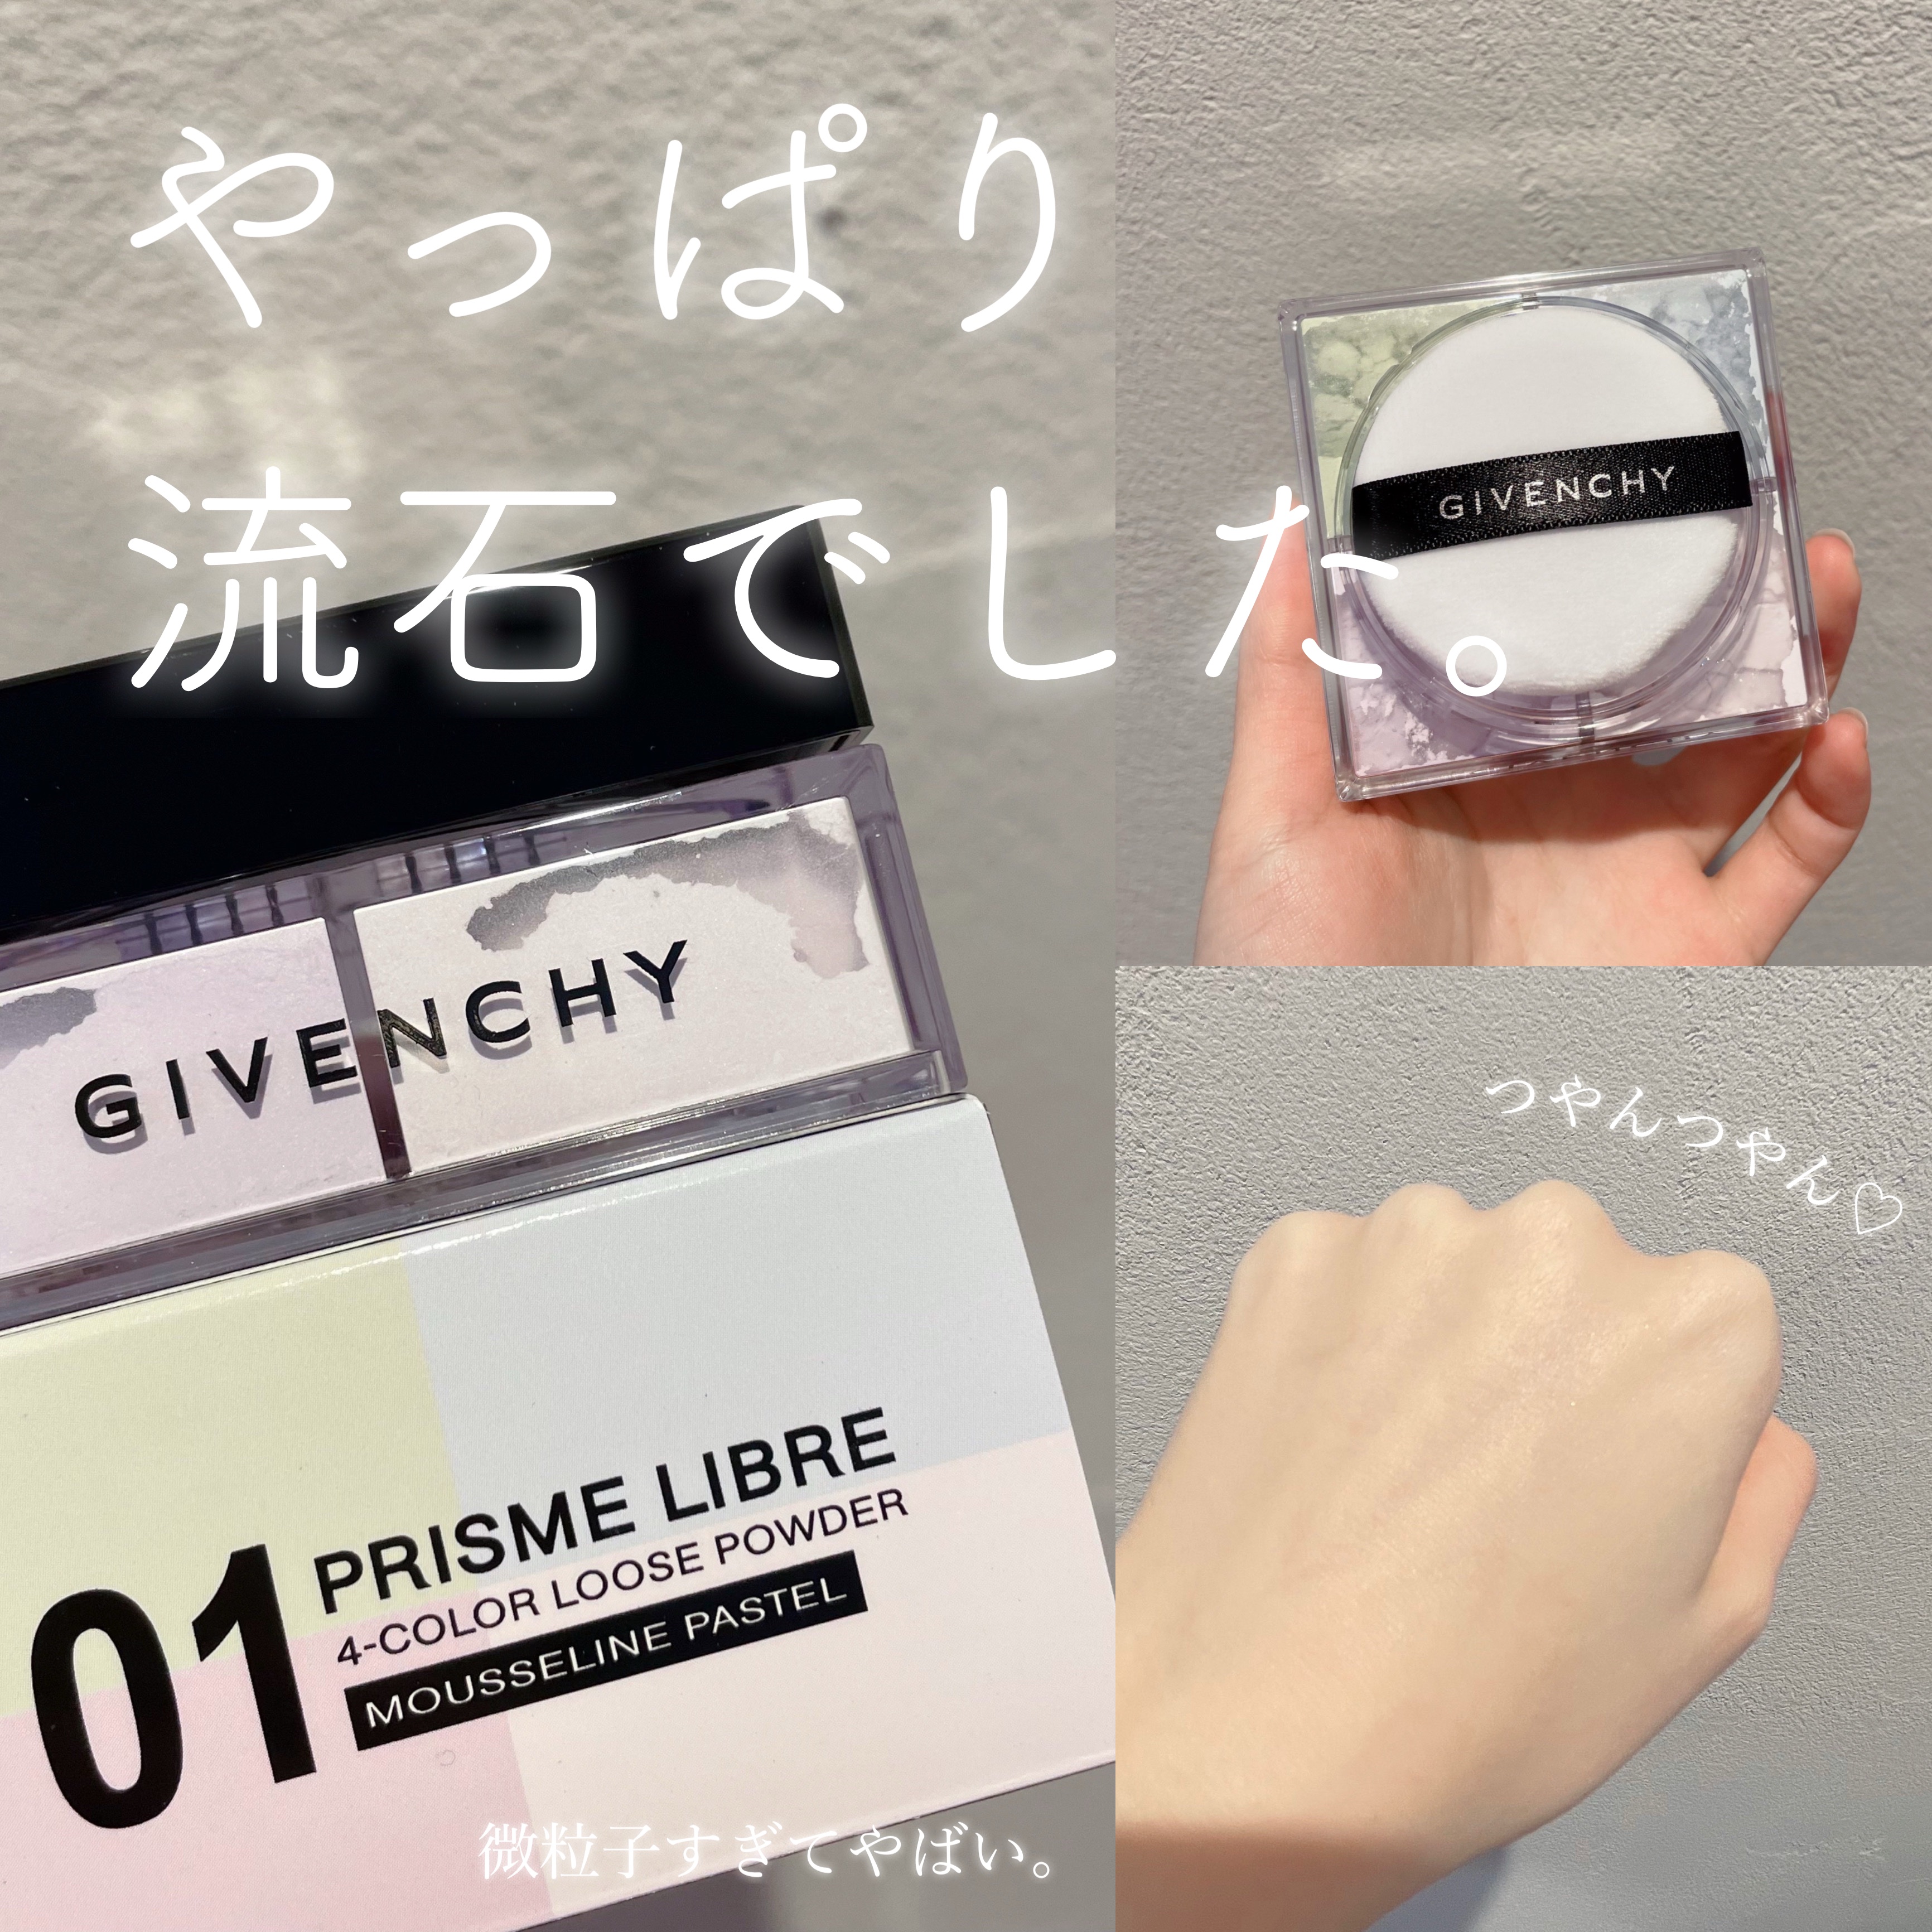 やっぱり
流石でした。
GIVENCHY
GIVENCHY
つやんつやん♡
01
PRISME LIBRE
4-COLOR LOOSE POWDER
MOUSSELINE PASTEL
微粒子すぎてやばい。